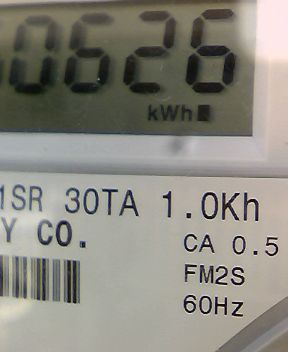 0626
kWh
1SR 30TA 1.0Kh
Y CO.
CA 0.5
FM2S
60Hz